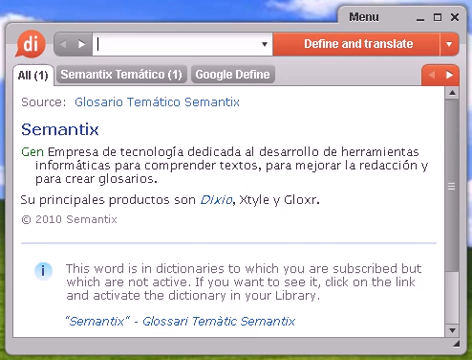 Menu
di
Define and translate
All (1)
Semantix Temático (1)
Google Define
Source: Glosario Temático Semantix
Semantix
Gen Empresa de tecnología dedicada al desarrollo de herramientas
informáticas para comprender textos, para mejorar la redacción y
para crear glosarios.
Su principales producton son Dixio, Xtyle y Gloxr.
© 2010 Semantix
i
This word is in dictionaries to which you are subscribed but
which are not active. If you want to see it, click on the link
and activate the dictionary in your Library.
"Semantix" - Glossari Temàtic Semantix